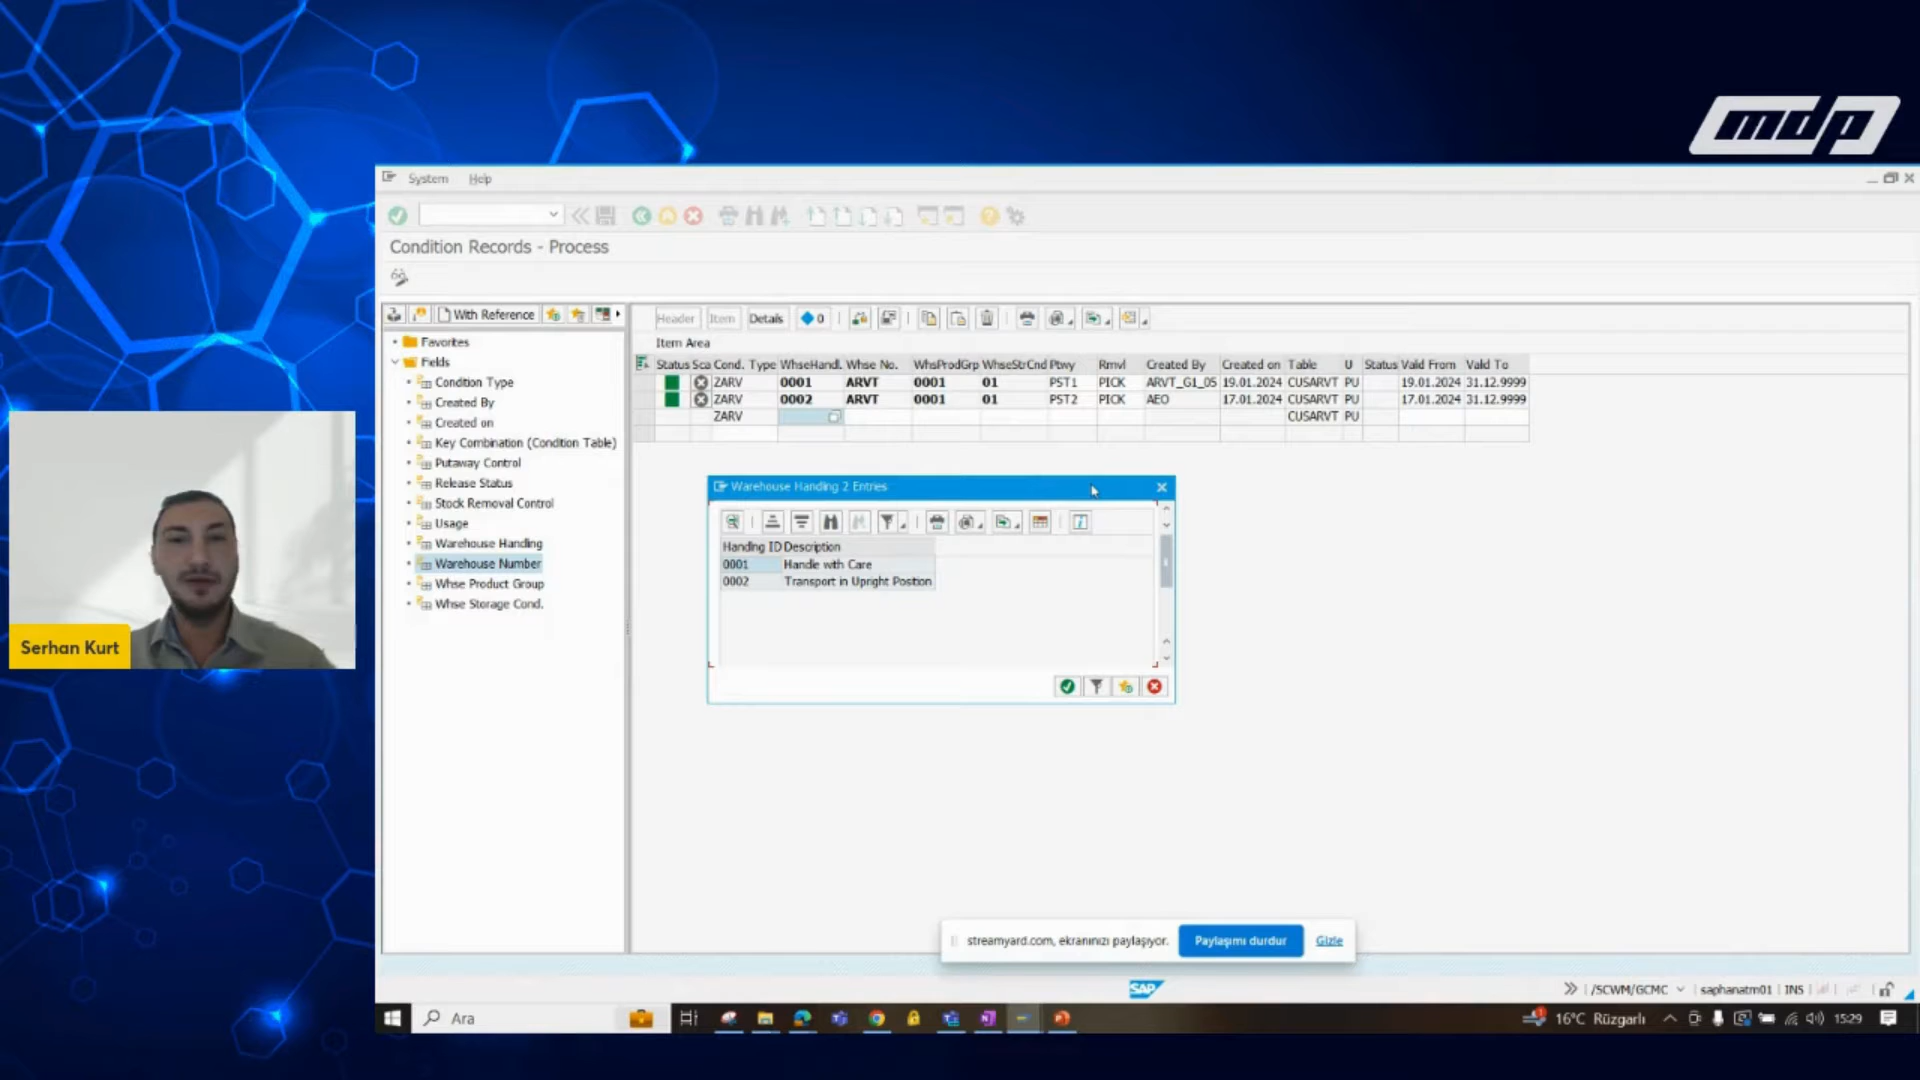 mdp
System Help
Condition Records - Process
With Reference
Favorites
Fields
Condition Type
Created By
Created on
Key Combination (Condition Table)
Putaway Control
Release Status
Stock Removal Control
Usage
Warehouse Handing
Warehouse Number
Whse Product Group
Whse Storage Cond.
Header Item Details 0
Item Area
Status Sca Cond. Type WhseHandl. Whse No. WhsProdGrp WhseStrCnd Ptwy Rmvl Created By Created on Table U Status Valid From Valid To
ZARV 0001 ARVT 0001 01 PST1 PICK ARVT_G1_05 19.01.2024 CUSARVT PU 19.01.2024 31.12.9999
ZARV 0002 ARVT 0001 01 PST2 PICK AEO 17.01.2024 CUSARVT PU 17.01.2024 31.12.9999
ZARV CUSARVT PU
Warehouse Handing 2 Entries
Handng ID Description
0001 Handle with Care
0002 Transport in Upright Postion
Serhan Kurt
streamyard.com, ekranınızı paylaşıyor. Paylaşımı durdur Gizle
SAP
/SCWM/GCMC saphanatm01 INS
Ara
16°C Rüzgarlı 15:29